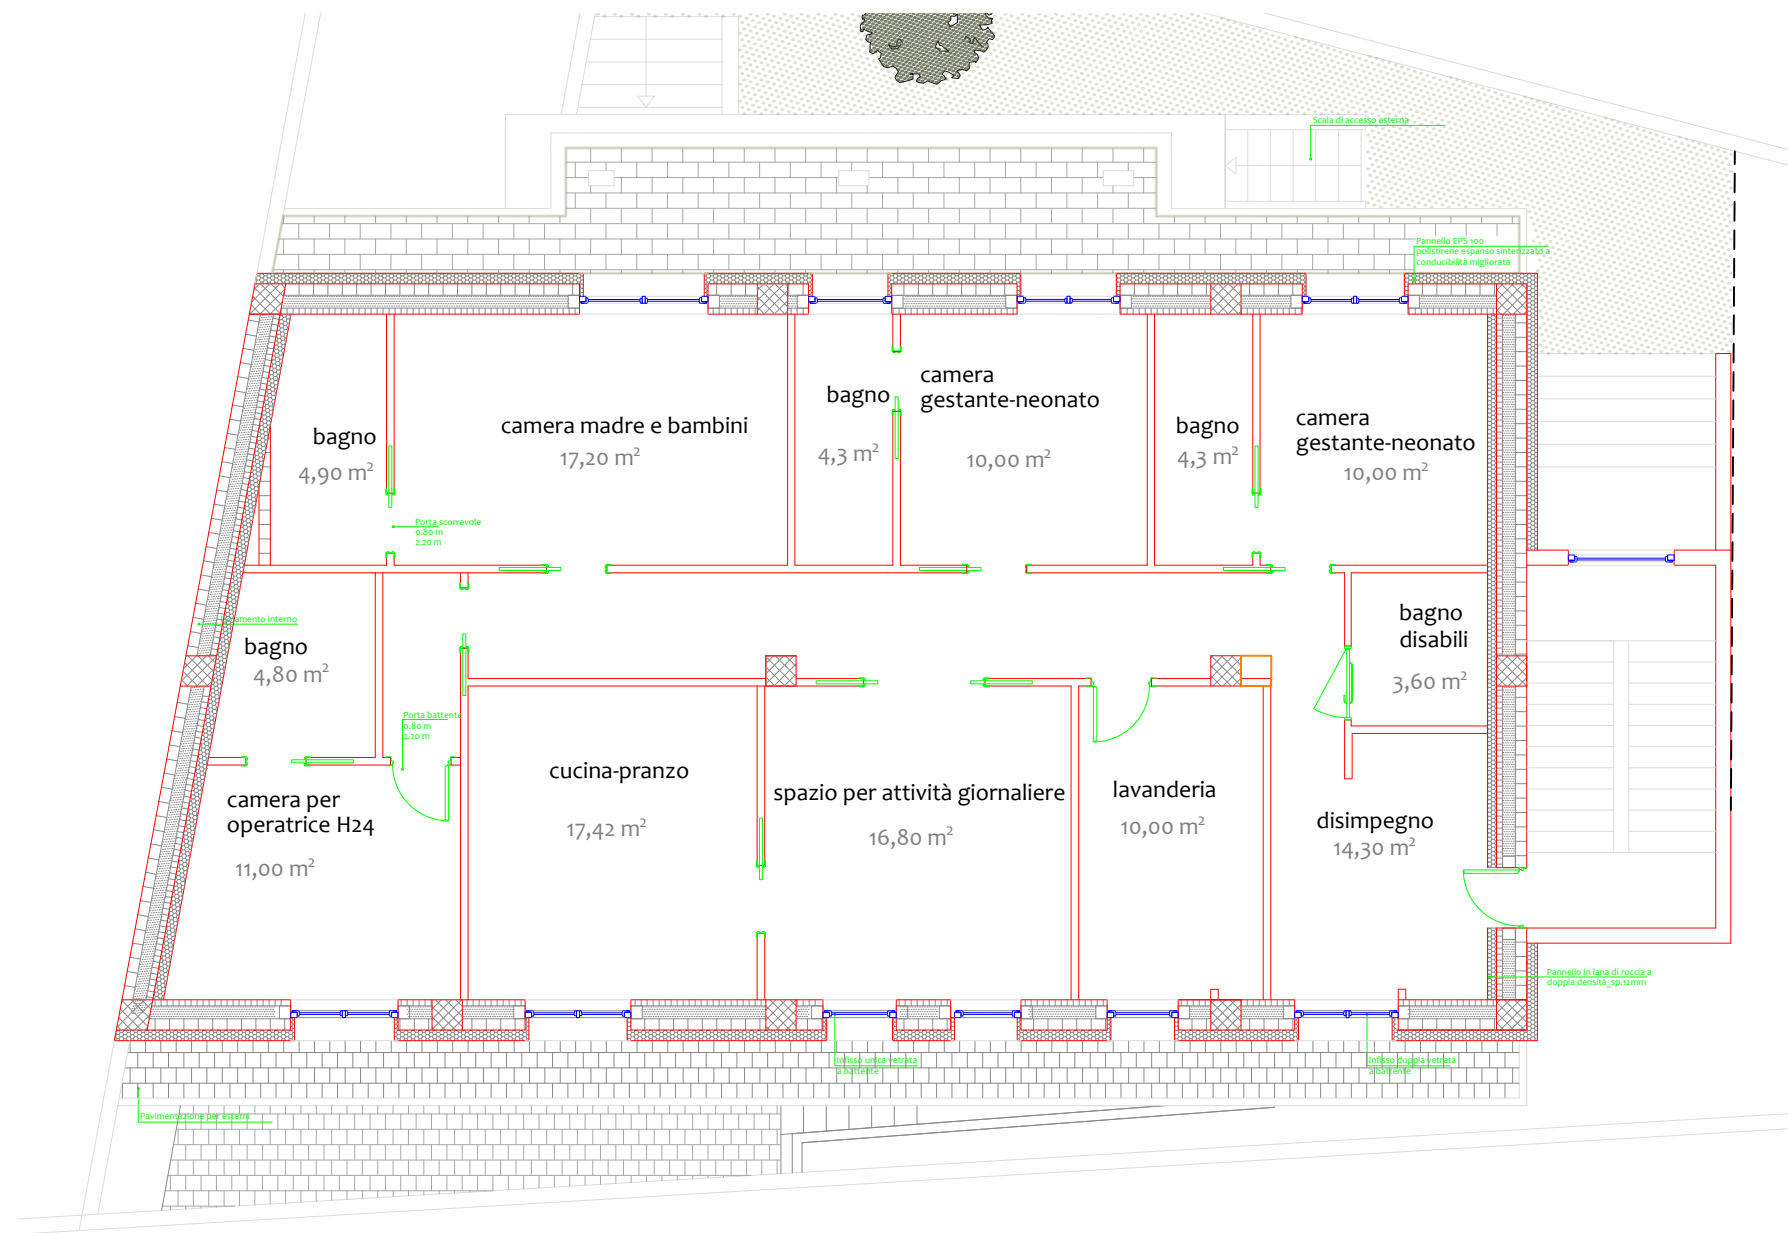 Scala di accesso esterna
Pannello EPS 100
polistirene espanso sinterizzato a
conducibilità migliorata
bagno
4,90 m²
camera madre e bambini
17,20 m²
bagno
4,3 m²
camera
gestante-neonato
10,00 m²
bagno
4,3 m²
camera
gestante-neonato
10,00 m²
Porta scorrevole
0.80 m
2.20 m
amento interno
bagno
4,80 m²
bagno
disabili
3,60 m²
Porta battente
0.80 m
2.20 m
camera per
operatrice H24
11,00 m²
cucina-pranzo
17,42 m²
spazio per attività giornaliere
16,80 m²
lavanderia
10,00 m²
disimpegno
14,30 m²
Pannello in lana di roccia a
doppia densità_sp.12mm
Infisso unica vetrata
a battente
Infisso doppia vetrata
a battente
Pavimentazione per esterni